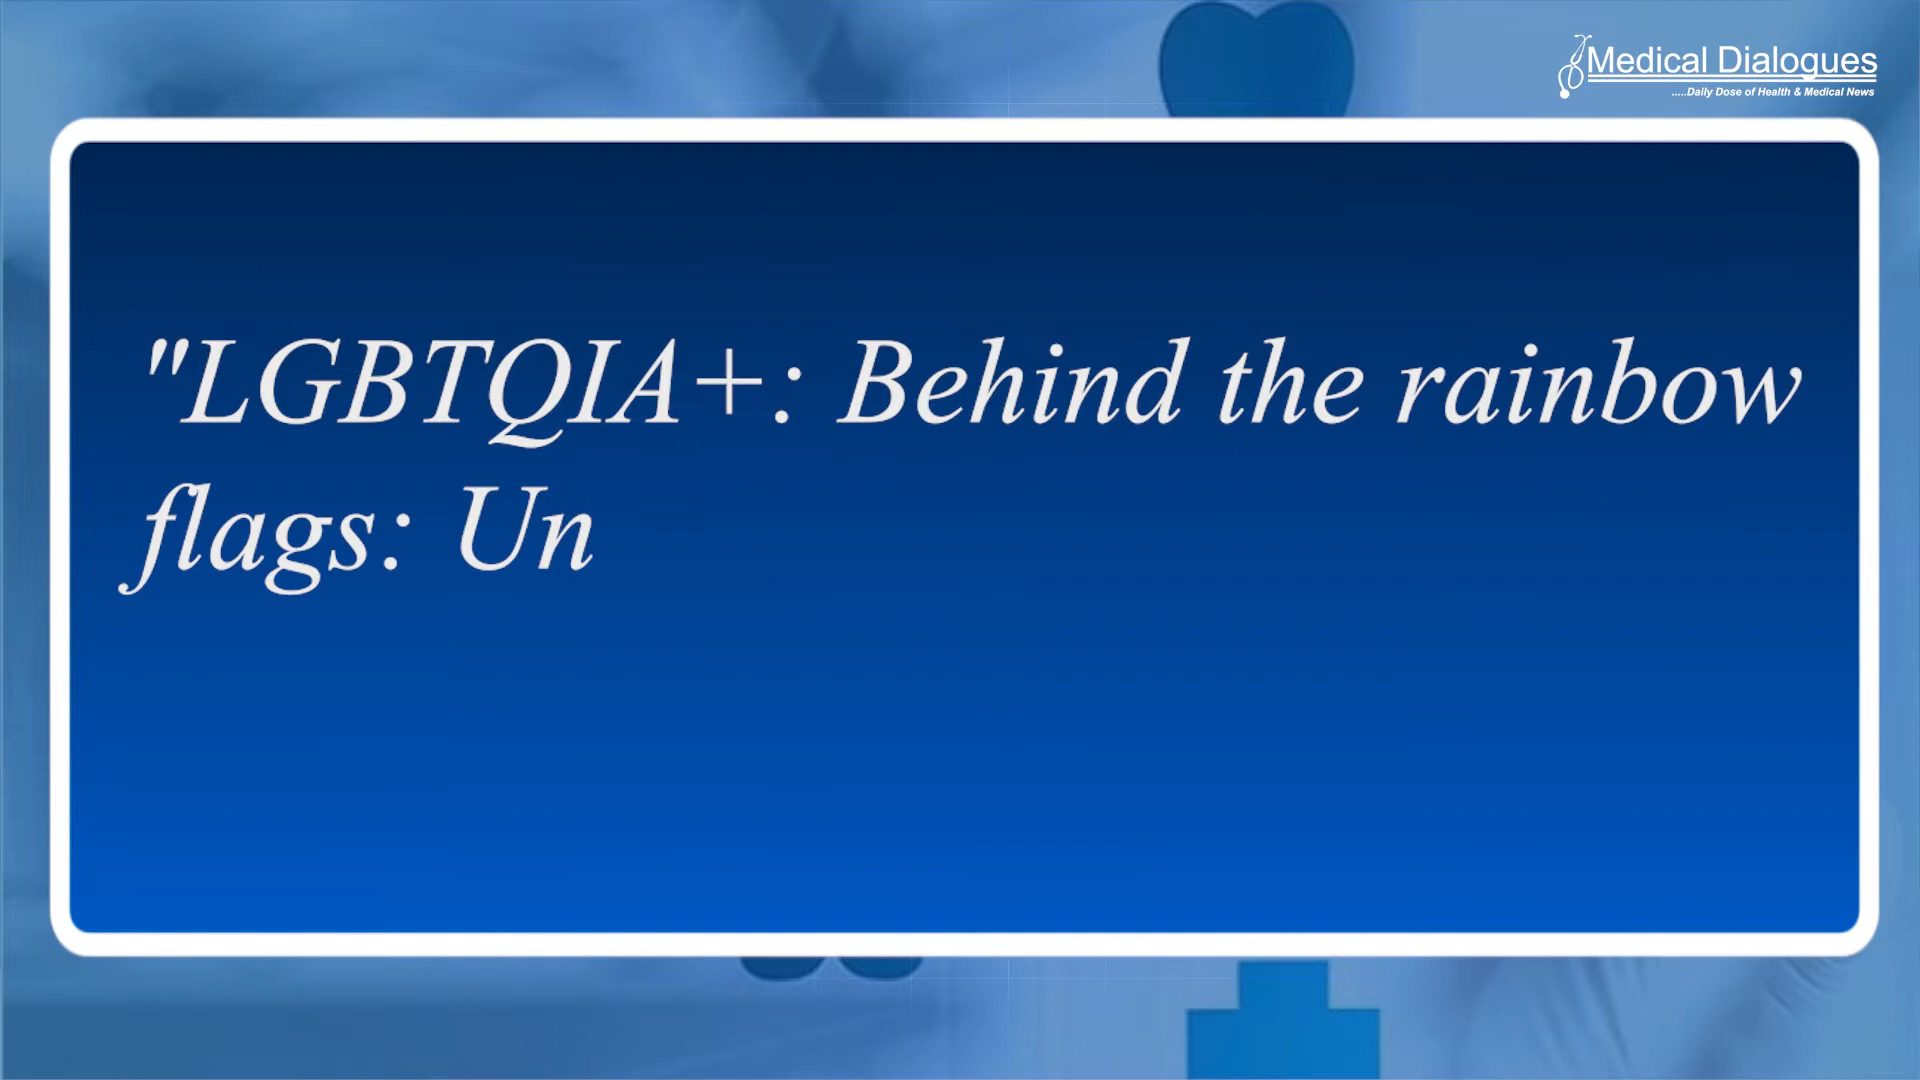 Medical Dialogues
.....Daily Dose of Health & Medical News
"LGBTQIA+: Behind the rainbow
flags: Un